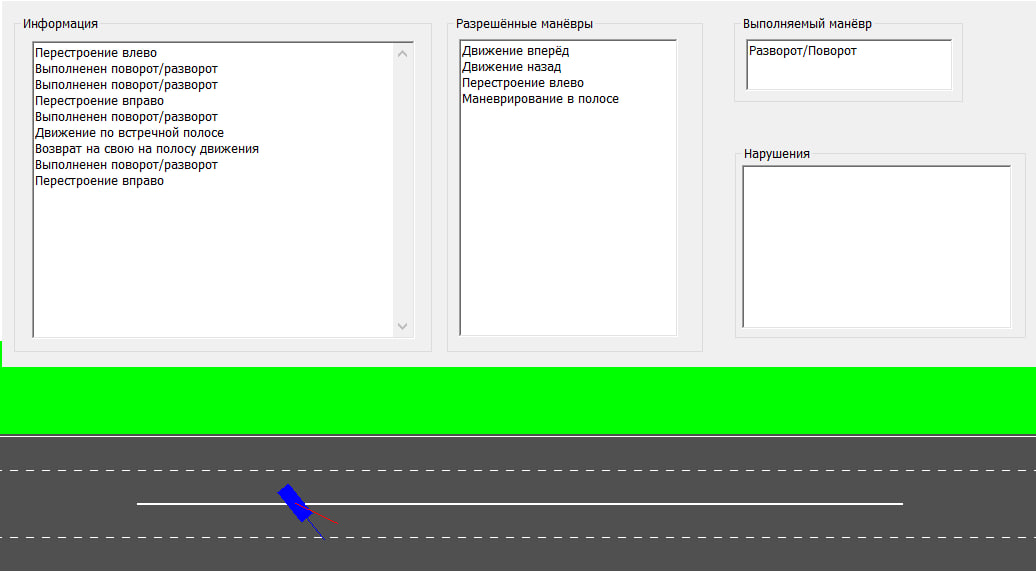 Информация
Перестроение влево
Выполненен поворот/разворот
Выполненен поворот/разворот
Перестроение вправо
Выполненен поворот/разворот
Движение по встречной полосе
Возврат на свою на полосу движения
Выполненен поворот/разворот
Перестроение вправо
Разрешённые манёвры
Движение вперёд
Движение назад
Перестроение влево
Маневрирование в полосе
Выполняемый манёвр
Разворот/Поворот
Нарушения